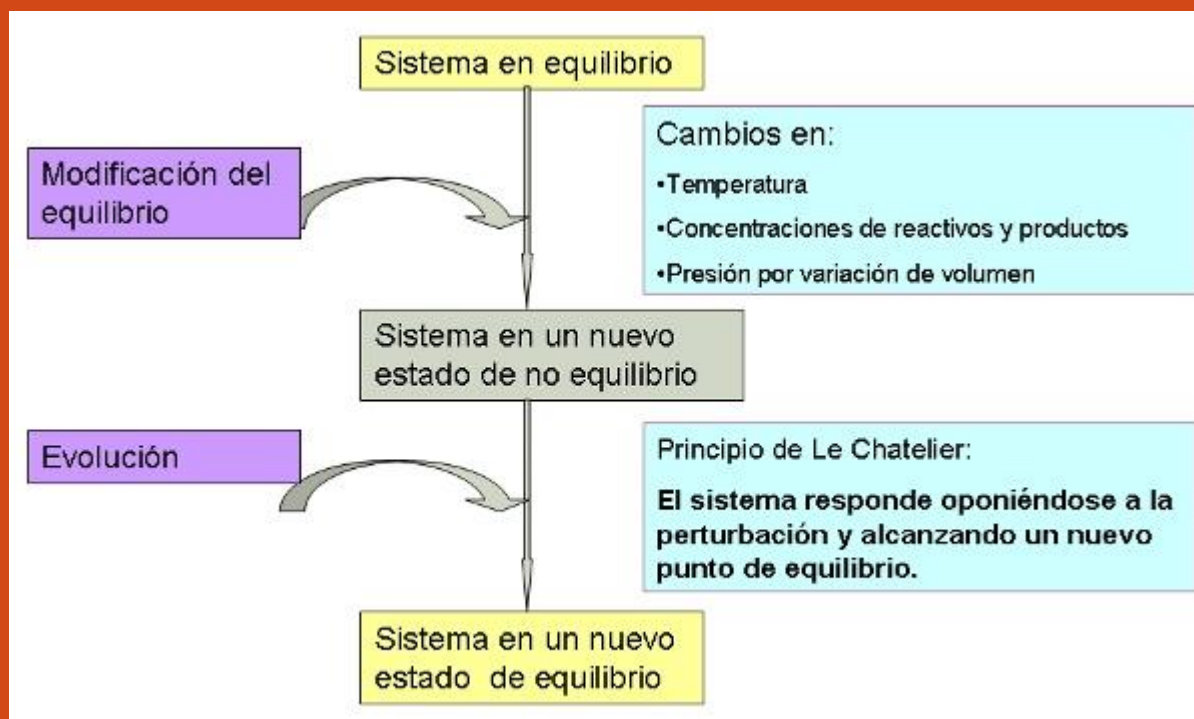 Sistema en equilibrio
Modificación del
equilibrio
Cambios en:
•Temperatura
•Concentraciones de reactivos y productos
•Presión por variación de volumen
Sistema en un nuevo
estado de no equilibrio
Evolución
Principio de Le Chatelier:
El sistema responde oponiéndose a la
perturbación y alcanzando un nuevo
punto de equilibrio.
Sistema en un nuevo
estado de equilibrio